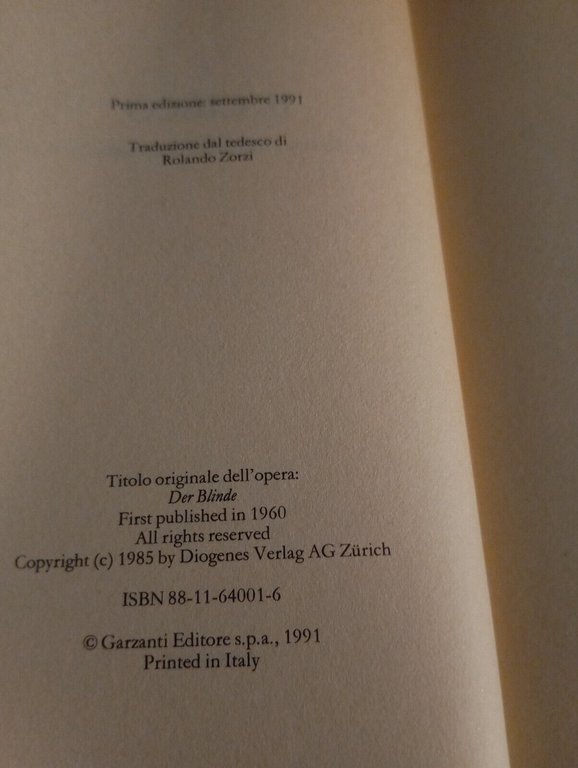 Prima edizione: settembre 1991
Traduzione dal tedesco di
Rolando Zorzi
Titolo originale dell'opera:
Der Blinde
First published in 1960
All rights reserved
Copyright (c) 1985 by Diogenes Verlag AG Zürich
ISBN 88-11-64001-6
© Garzanti Editore s.p.a., 1991
Printed in Italy